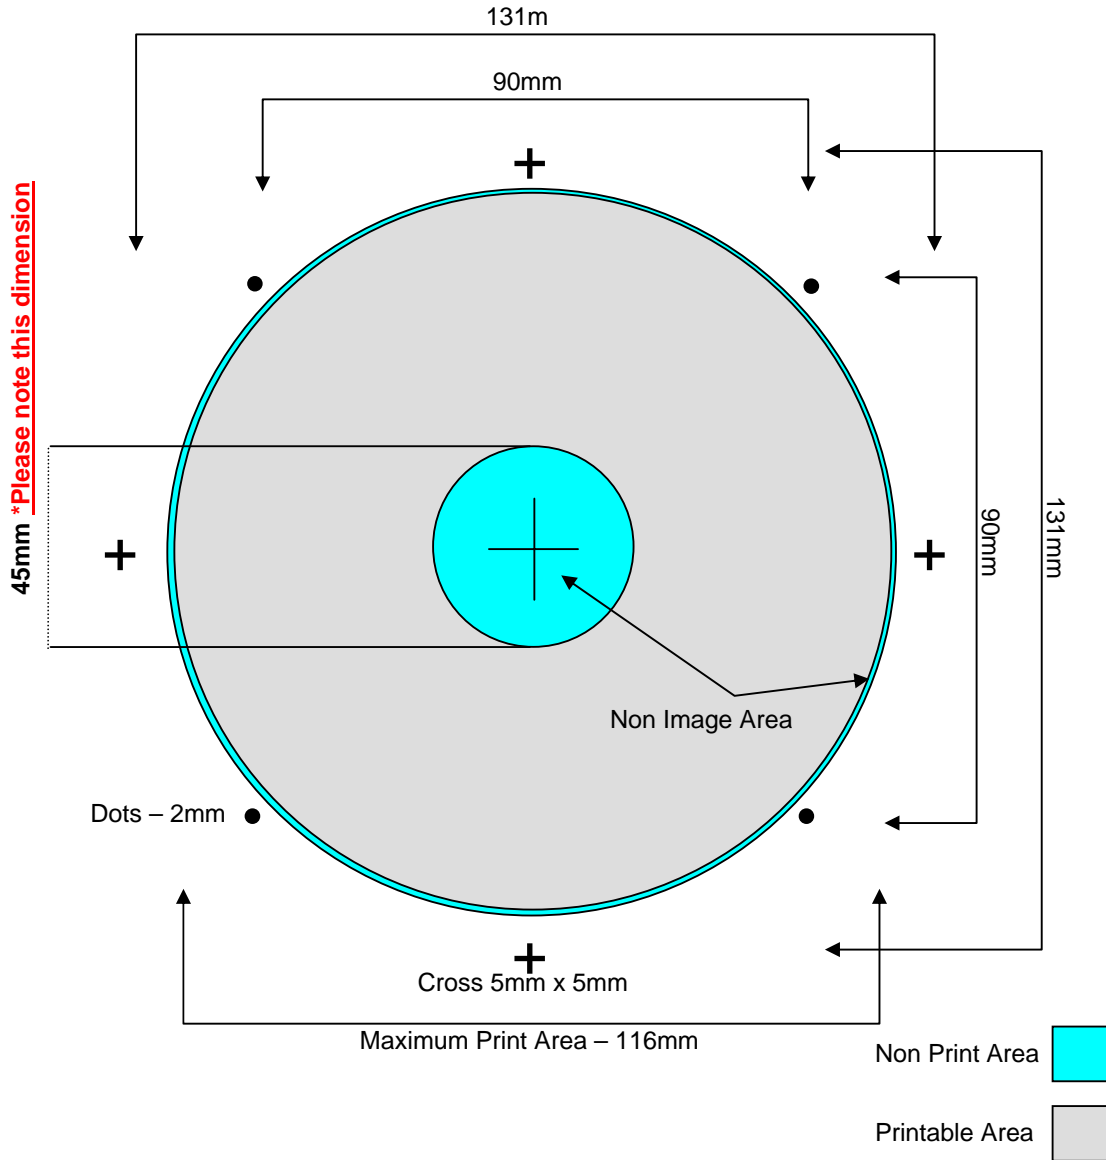 131m
90mm
45mm *Please note this dimension
90mm
131mm
Non Image Area
Dots – 2mm
Cross 5mm x 5mm
Maximum Print Area – 116mm
Non Print Area
Printable Area